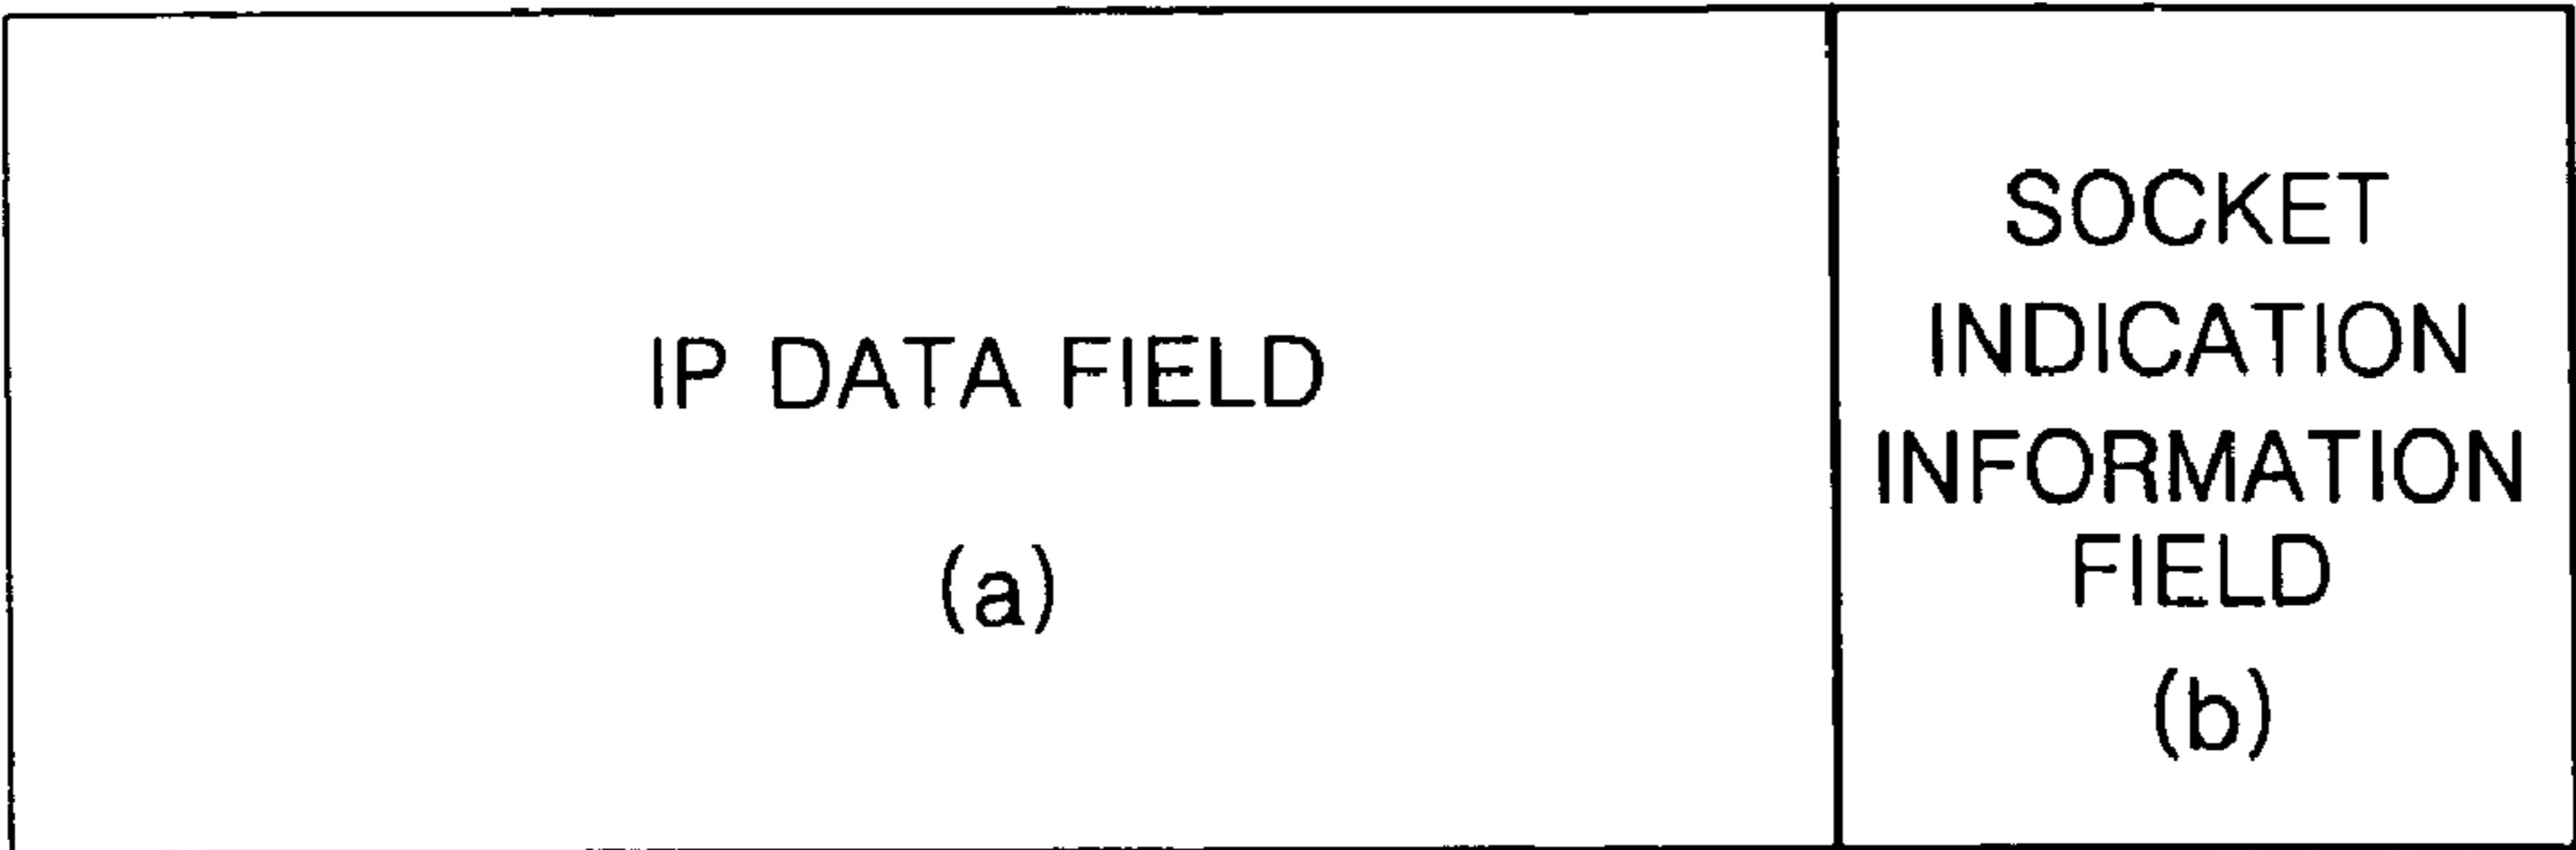 IP DATA FIELD
(a)
SOCKET
INDICATION
INFORMATION
FIELD
(b)